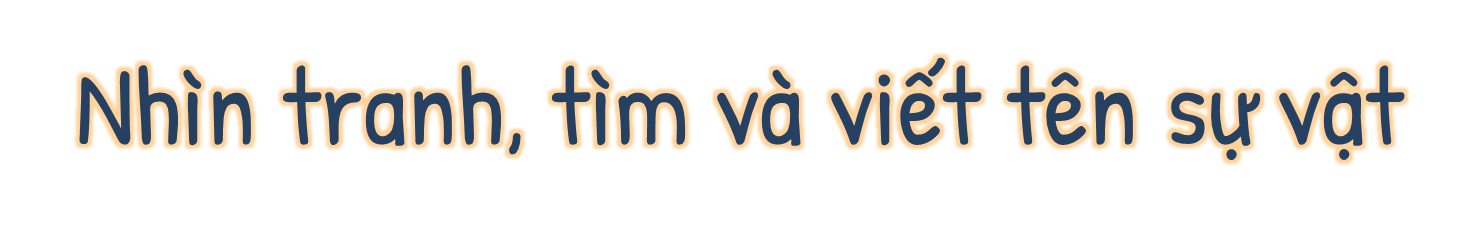 Nhìn tranh, tìm và viết tên sự vật